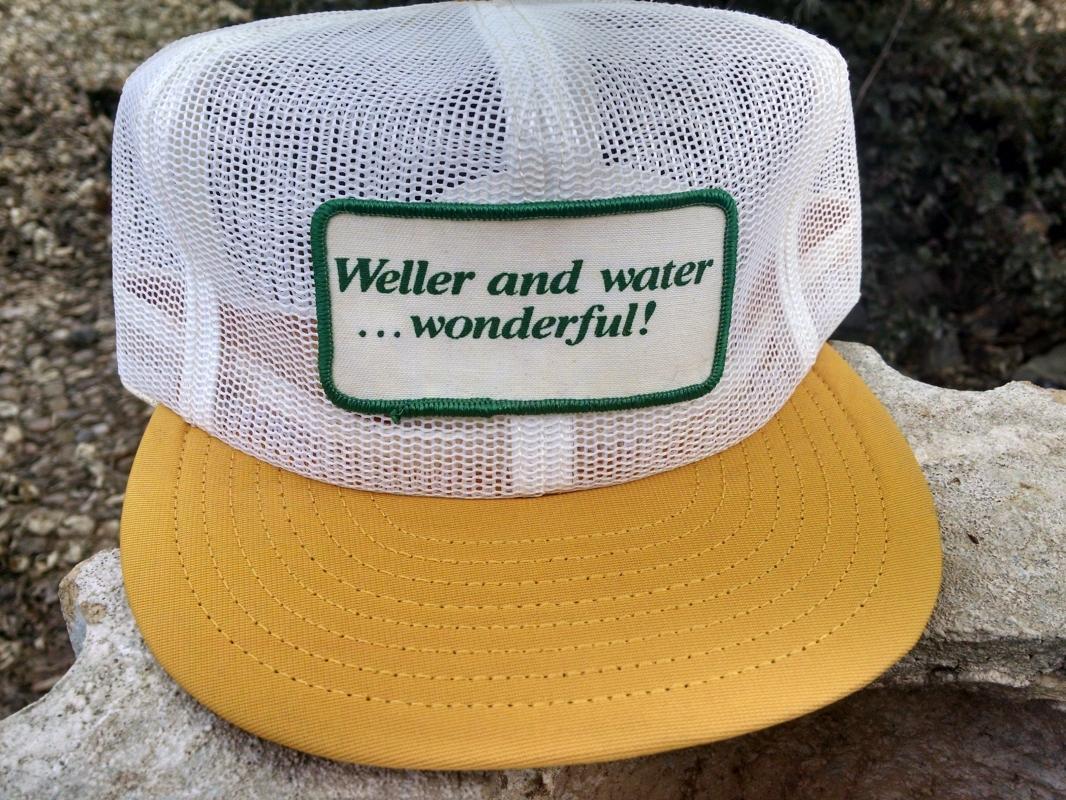 Weller and water
...wonderful!